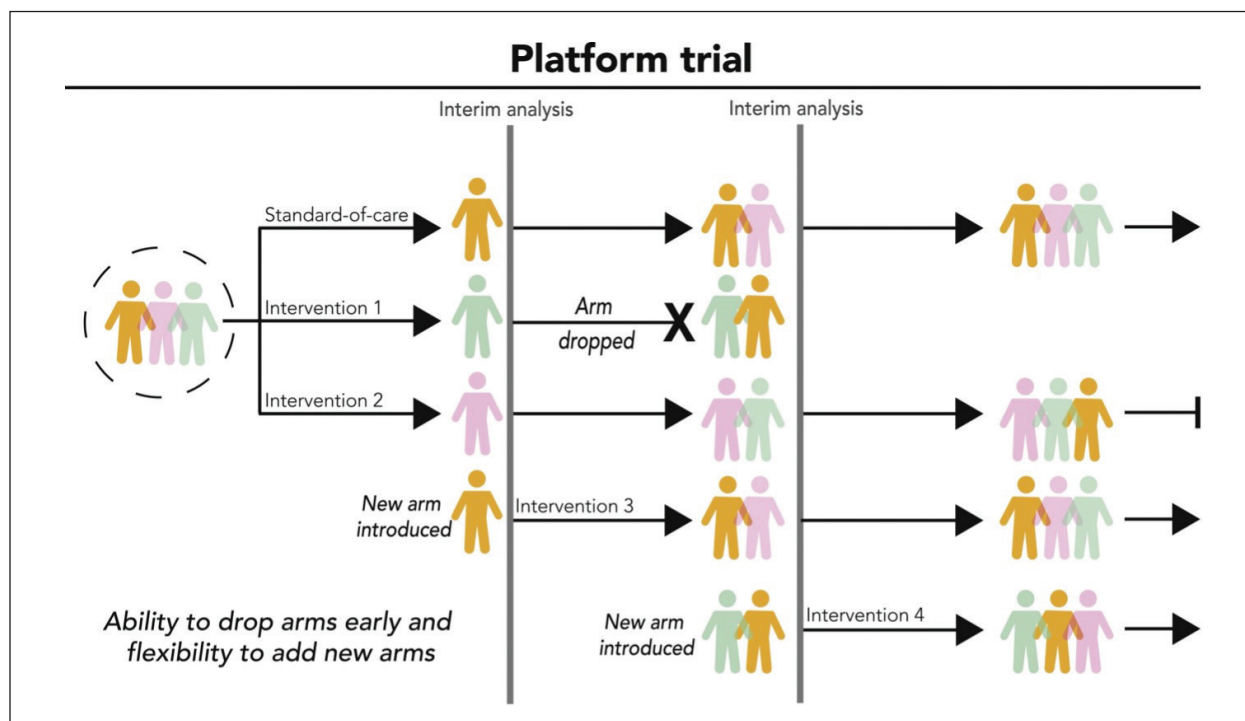 Platform trial
Interim analysis
Interim analysis
Standard-of-care
Intervention 1
Arm
dropped
X
Intervention 2
New arm
introduced
Intervention 3
New arm
introduced
Intervention 4
Ability to drop arms early and
flexibility to add new arms